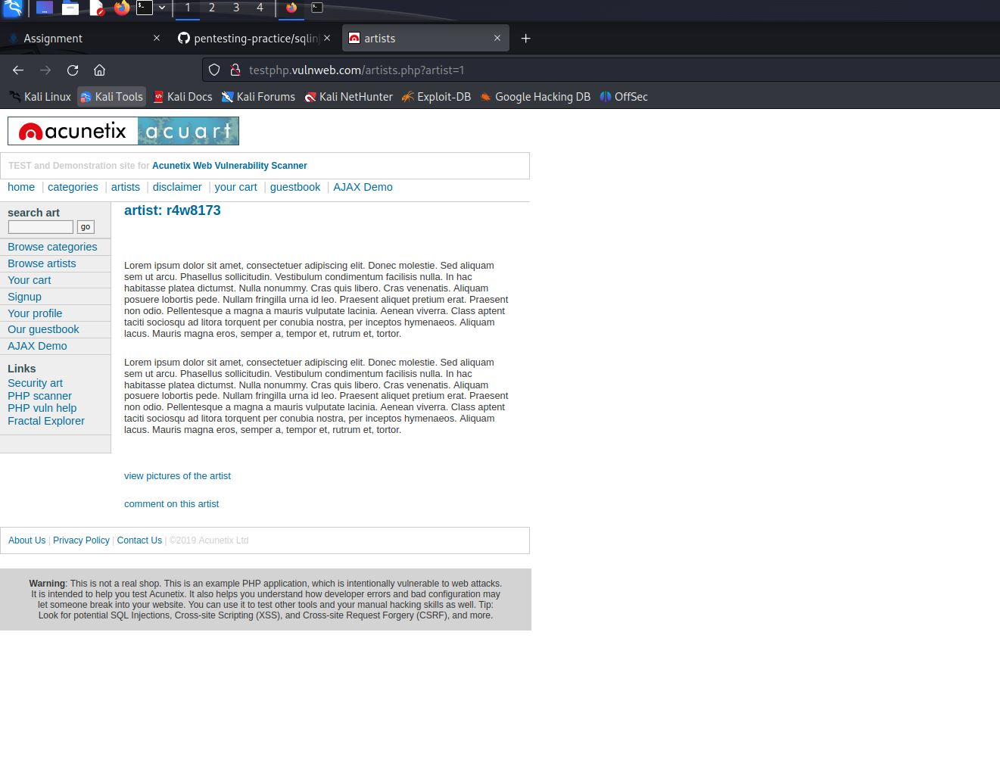 1 2 3 4
Assignment
pentesting-practice/sqlin
artists
testphp.vulnweb.com/artists.php?artist=1
Kali Linux Kali Tools Kali Docs Kali Forums Kali NetHunter Exploit-DB Google Hacking DB OffSec
acunetix acuart
TEST and Demonstration site for Acunetix Web Vulnerability Scanner
home | categories | artists | disclaimer | your cart | guestbook | AJAX Demo
search art
go
Browse categories
Browse artists
Your cart
Signup
Your profile
Our guestbook
AJAX Demo
Links
Security art
PHP scanner
PHP vuln help
Fractal Explorer
artist: r4w8173
Lorem ipsum dolor sit amet, consectetuer adipiscing elit. Donec molestie. Sed aliquam
sem ut arcu. Phasellus sollicitudin. Vestibulum condimentum facilisis nulla. In hac
habitasse platea dictumst. Nulla nonummy. Cras quis libero. Cras venenatis. Aliquam
posuere lobortis pede. Nullam fringilla urna id leo. Praesent aliquet pretium erat. Praesent
non odio. Pellentesque a magna a mauris vulputate lacinia. Aenean viverra. Class aptent
taciti sociosqu ad litora torquent per conubia nostra, per inceptos hymenaeos. Aliquam
lacus. Mauris magna eros, semper a, tempor et, rutrum et, tortor.
Lorem ipsum dolor sit amet, consectetuer adipiscing elit. Donec molestie. Sed aliquam
sem ut arcu. Phasellus sollicitudin. Vestibulum condimentum facilisis nulla. In hac
habitasse platea dictumst. Nulla nonummy. Cras quis libero. Cras venenatis. Aliquam
posuere lobortis pede. Nullam fringilla urna id leo. Praesent aliquet pretium erat. Praesent
non odio. Pellentesque a magna a mauris vulputate lacinia. Aenean viverra. Class aptent
taciti sociosqu ad litora torquent per conubia nostra, per inceptos hymenaeos. Aliquam
lacus. Mauris magna eros, semper a, tempor et, rutrum et, tortor.
view pictures of the artist
comment on this artist
About Us | Privacy Policy | Contact Us | ©2019 Acunetix Ltd
Warning: This is not a real shop. This is an example PHP application, which is intentionally vulnerable to web attacks.
It is intended to help you test Acunetix. It also helps you understand how developer errors and bad configuration may
let someone break into your website. You can use it to test other tools and your manual hacking skills as well. Tip:
Look for potential SQL Injections, Cross-site Scripting (XSS), and Cross-site Request Forgery (CSRF), and more.